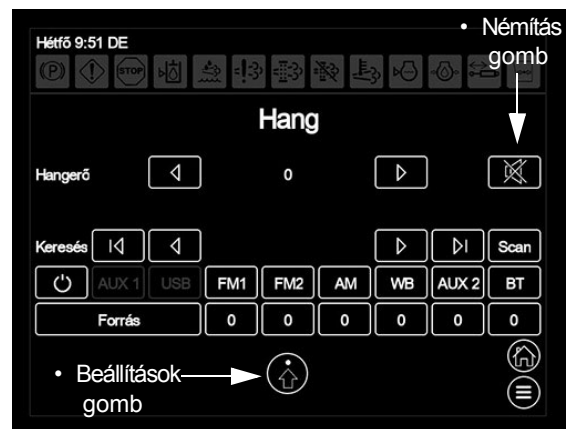 • Némítás
gomb
Hétfő 9:51 DE
(P) STOP
Hang
Hangerő 0
Keresés Scan
AUX 1 USB FM1 FM2 AM WB AUX 2 BT
Forrás 0 0 0 0 0 0
• Beállítások
gomb